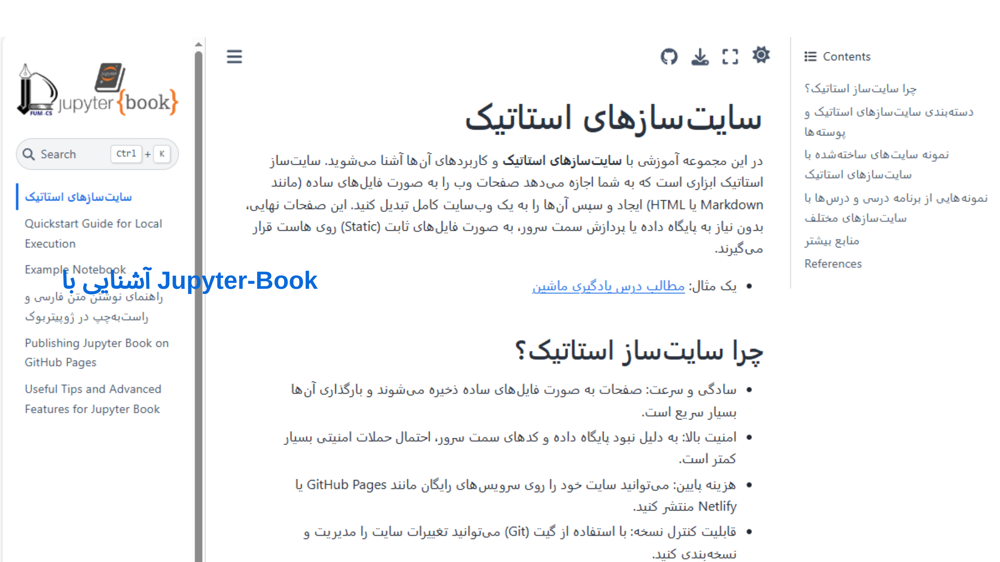 jupyter {book}
FUM-CS
Search Ctrl + K
سایت‌سازهای استاتیک
Quickstart Guide for Local
Execution
Example Notebook
آشنایی با Jupyter-Book
راهنمای نوشتن متن فارسی و
راست‌به‌چپ در ژوپیتربوک
Publishing Jupyter Book on
GitHub Pages
Useful Tips and Advanced
Features for Jupyter Book
سایت‌سازهای استاتیک
در این مجموعه آموزشی با سایت‌سازهای استاتیک و کاربردهای آن‌ها آشنا می‌شوید. سایت‌ساز
استاتیک ابزاری است که به شما اجازه می‌دهد صفحات وب را به صورت فایل‌های ساده (مانند
Markdown یا HTML) ایجاد و سپس آن‌ها را به یک وب‌سایت کامل تبدیل کنید. این صفحات نهایی،
بدون نیاز به پایگاه داده یا پردازش سمت سرور، به صورت فایل‌های ثابت (Static) روی هاست قرار
می‌گیرند.
یک مثال: مطالب درس یادگیری ماشین
چرا سایت‌ساز استاتیک؟
سادگی و سرعت: صفحات به صورت فایل‌های ساده ذخیره می‌شوند و بارگذاری آن‌ها
بسیار سریع است.
امنیت بالا: به دلیل نبود پایگاه داده و کدهای سمت سرور، احتمال حملات امنیتی بسیار
کمتر است.
هزینه پایین: می‌توانید سایت خود را روی سرویس‌های رایگان مانند GitHub Pages یا
Netlify منتشر کنید.
قابلیت کنترل نسخه: با استفاده از گیت (Git) می‌توانید تغییرات سایت را مدیریت و
نسخه‌بندی کنید.
Contents
چرا سایت‌ساز استاتیک؟
دسته‌بندی سایت‌سازهای استاتیک و
پوسته‌ها
نمونه سایت‌های ساخته‌شده با
سایت‌سازهای استاتیک
نمونه‌هایی از برنامه درسی و درس‌ها با
سایت‌سازهای مختلف
منابع بیشتر
References